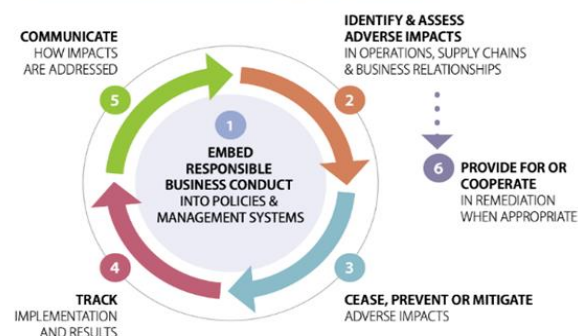 1
EMBED
RESPONSIBLE
BUSINESS CONDUCT
INTO POLICIES &
MANAGEMENT SYSTEMS
2
IDENTIFY & ASSESS
ADVERSE IMPACTS
IN OPERATIONS, SUPPLY CHAINS
& BUSINESS RELATIONSHIPS
3
CEASE, PREVENT OR MITIGATE
ADVERSE IMPACTS
4
TRACK
IMPLEMENTATION
AND RESULTS
5
COMMUNICATE
HOW IMPACTS
ARE ADDRESSED
6
PROVIDE FOR OR
COOPERATE
IN REMEDIATION
WHEN APPROPRIATE